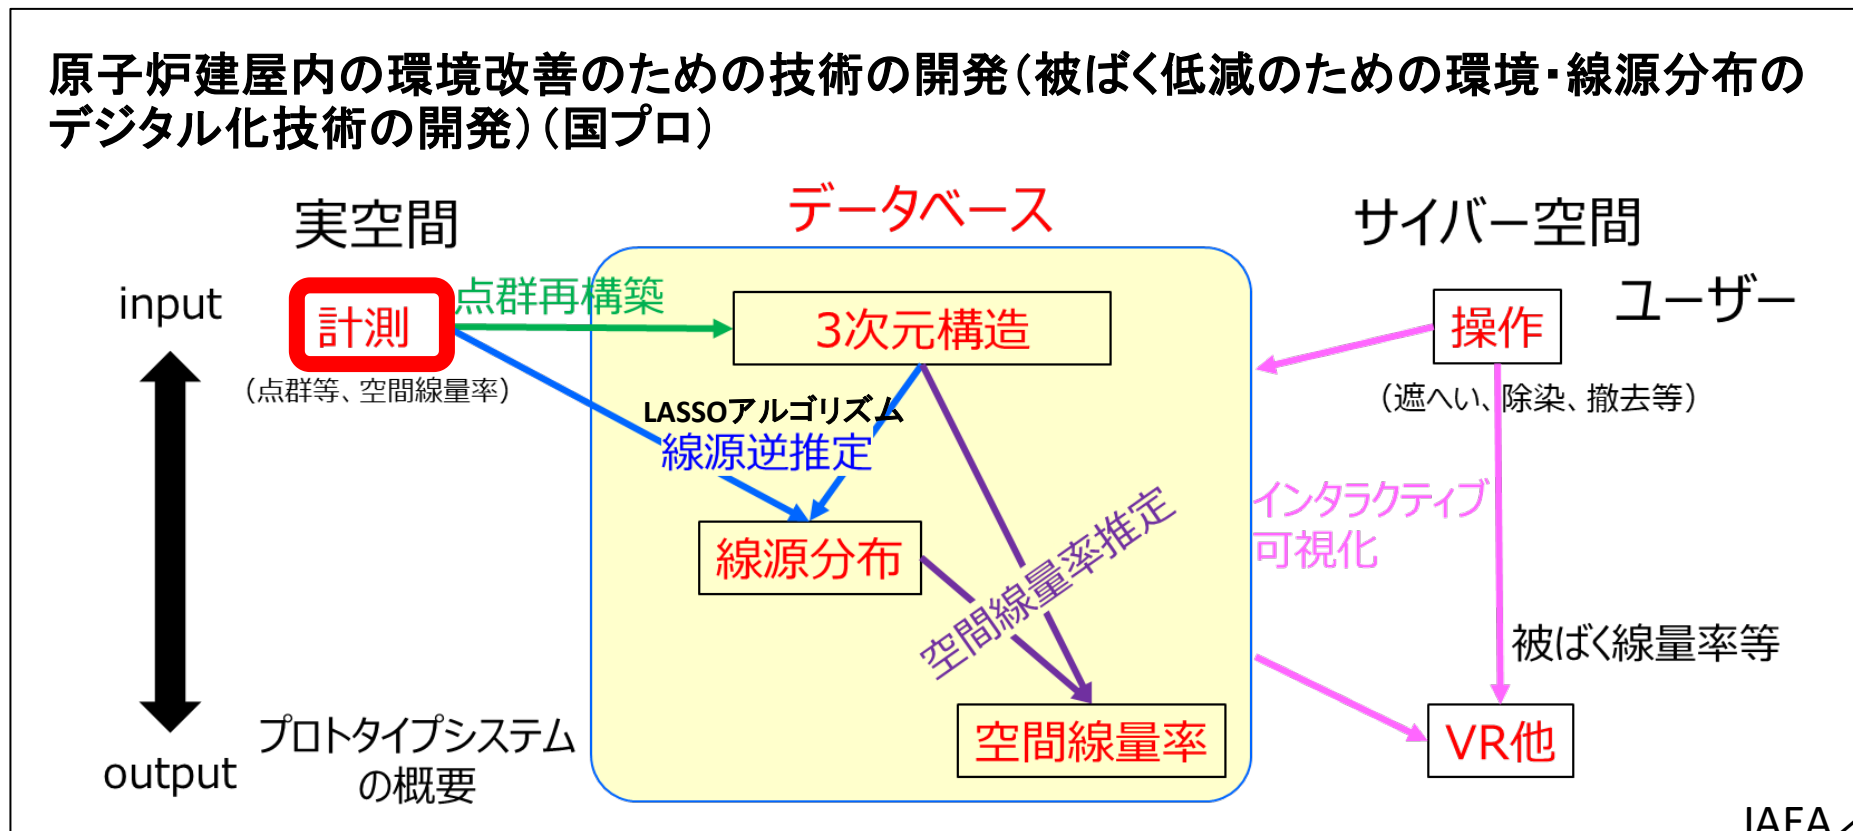 原子炉建屋内の環境改善のための技術の開発（被ばく低減のための環境・線源分布の
デジタル化技術の開発）（国プロ）
実空間
データベース
サイバー空間
input
計測
点群再構築
3次元構造
操作
ユーザー
（点群等、空間線量率）
（遮へい、除染、撤去等）
LASSOアルゴリズム
線源逆推定
インタラクティブ
可視化
線源分布
空間線量率推定
被ばく線量率等
プロトタイプシステム
の概要
output
空間線量率
VR他